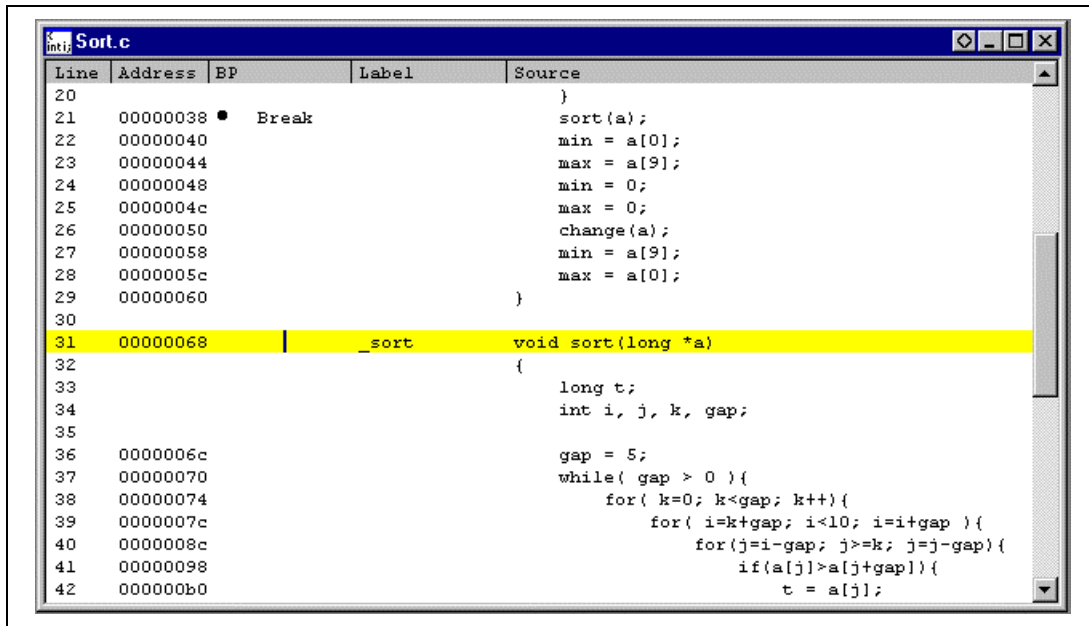 inti; Sort.c
Line Address BP Label Source
20 }
21 00000038 ● Break sort(a);
22 00000040 min = a[0];
23 00000044 max = a[9];
24 00000048 min = 0;
25 0000004c max = 0;
26 00000050 change(a);
27 00000058 min = a[9];
28 0000005c max = a[0];
29 00000060 }
30
31 00000068 _sort void sort(long *a)
32 {
33 long t;
34 int i, j, k, gap;
35
36 0000006c gap = 5;
37 00000070 while( gap > 0 ){
38 00000074 for( k=0; k<gap; k++){
39 0000007c for( i=k+gap; i<10; i=i+gap ){
40 0000008c for(j=i-gap; j>=k; j=j-gap){
41 00000098 if(a[j]>a[j+gap]){
42 000000b0 t = a[j];